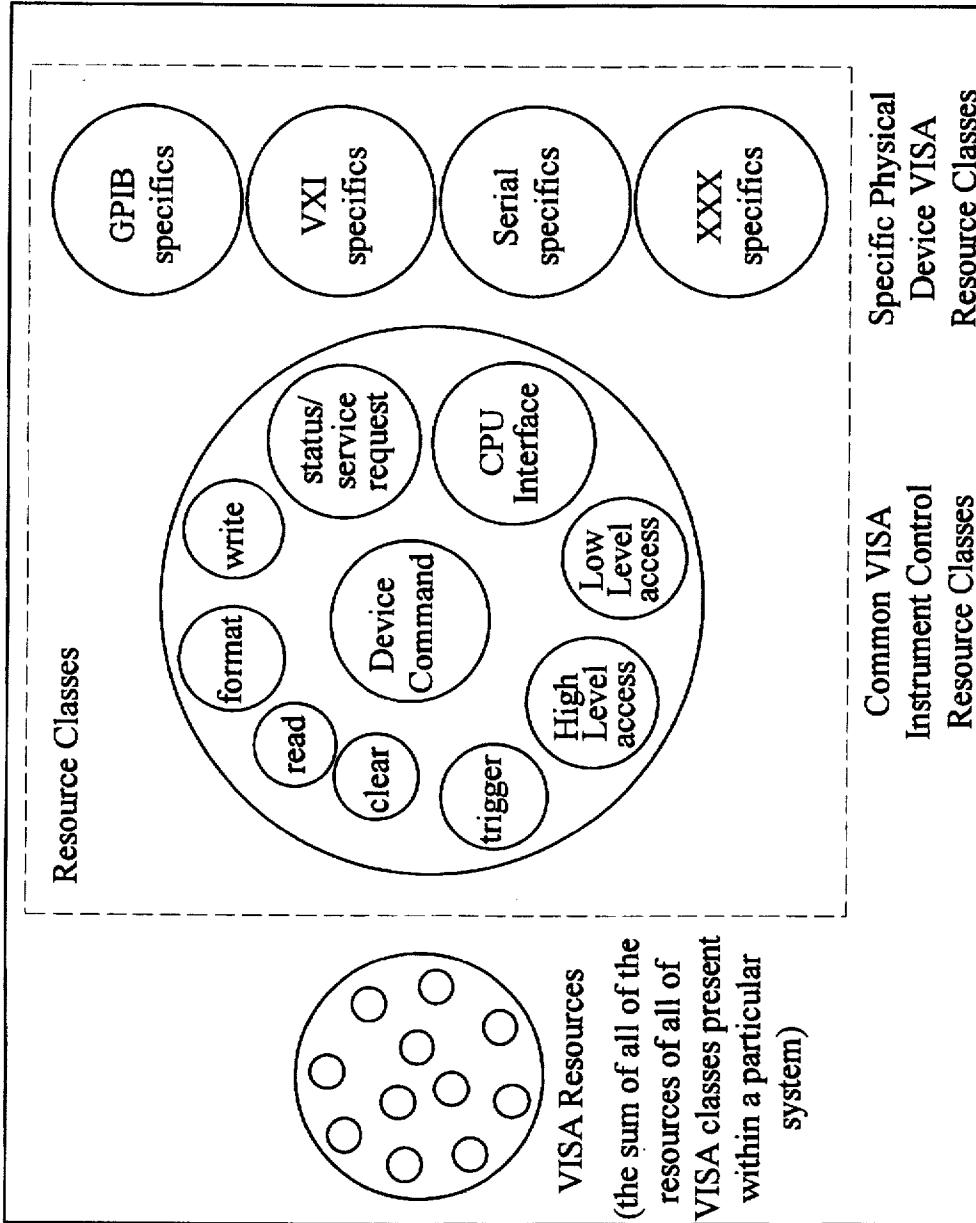 Resource Classes
format
write
read
clear
trigger
status/
service
request
Device
Command
High
Level
access
Low
Level
access
CPU
Interface
GPIB
specifics
VXI
specifics
Serial
specifics
XXX
specifics
VISA Resources
(the sum of all of the
resources of all of
VISA classes present
within a particular
system)
Common VISA
Instrument Control
Resource Classes
Specific Physical
Device VISA
Resource Classes